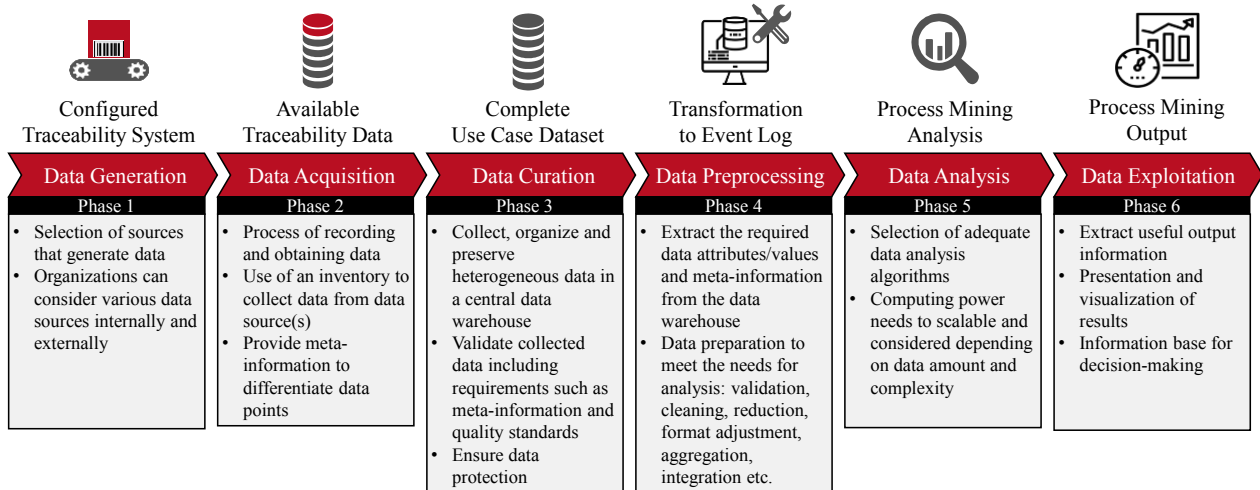 Configured
Traceability System
Available
Traceability Data
Complete
Use Case Dataset
Transformation
to Event Log
Process Mining
Analysis
Process Mining
Output
Data Generation
Data Acquisition
Data Curation
Data Preprocessing
Data Analysis
Data Exploitation
Phase 1
Phase 2
Phase 3
Phase 4
Phase 5
Phase 6
• Selection of sources
that generate data
• Organizations can
consider various data
sources internally and
externally
• Process of recording
and obtaining data
• Use of an inventory to
collect data from data
source(s)
• Provide meta-
information to
differentiate data
points
• Collect, organize and
preserve
heterogeneous data in
a central data
warehouse
• Validate collected
data including
requirements such as
meta-information and
quality standards
• Ensure data
protection
• Extract the required
data attributes/values
and meta-information
from the data
warehouse
• Data preparation to
meet the needs for
analysis: validation,
cleaning, reduction,
format adjustment,
aggregation,
integration etc.
• Selection of adequate
data analysis
algorithms
• Computing power
needs to scalable and
considered depending
on data amount and
complexity
• Extract useful output
information
• Presentation and
visualization of
results
• Information base for
decision-making